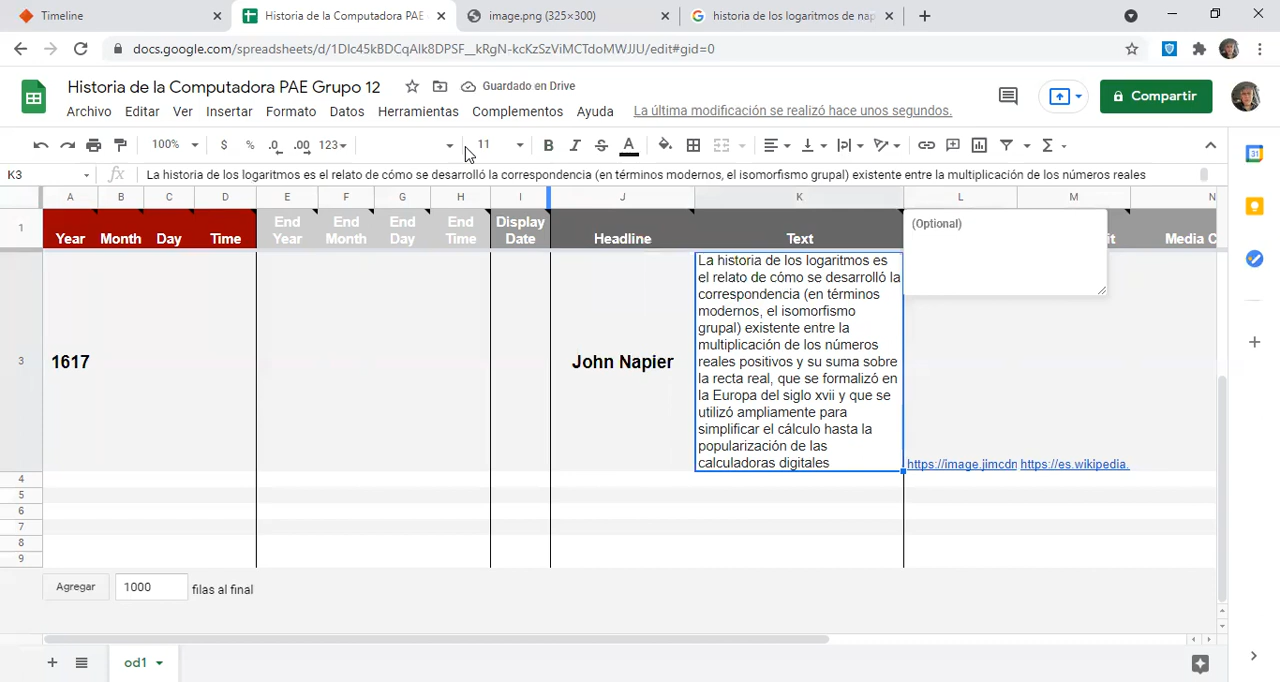 Timeline
Historia de la Computadora PAE
image.png (325×300)
historia de los logaritmos de nap
docs.google.com/spreadsheets/d/1Dlc45kBDCqAlk8DPSF__kRgN-kcKzSzViMCTdoMWJJU/edit#gid=0
Historia de la Computadora PAE Grupo 12
Guardado en Drive
Archivo Editar Ver Insertar Formato Datos Herramientas Complementos Ayuda
La última modificación se realizó hace unos segundos.
Compartir
100% $ % .0 .00 123 11 B I S A
K3
fx
La historia de los logaritmos es el relato de cómo se desarrolló la correspondencia (en términos modernos, el isomorfismo grupal) existente entre la multiplicación de los números reales
A B C D E F G H I J K L M N
1
Year Month Day Time
End Year
End Month
End Day
End Time
Display Date
Headline
Text
(Optional)
it
Media C
3
1617
John Napier
La historia de los logaritmos es
el relato de cómo se desarrolló la
correspondencia (en términos
modernos, el isomorfismo
grupal) existente entre la
multiplicación de los números
reales positivos y su suma sobre
la recta real, que se formalizó en
la Europa del siglo xvii y que se
utilizó ampliamente para
simplificar el cálculo hasta la
popularización de las
calculadoras digitales
https://image.jimcdn
https://es.wikipedia.
4
5
6
7
8
9
Agregar 1000 filas al final
od1
31